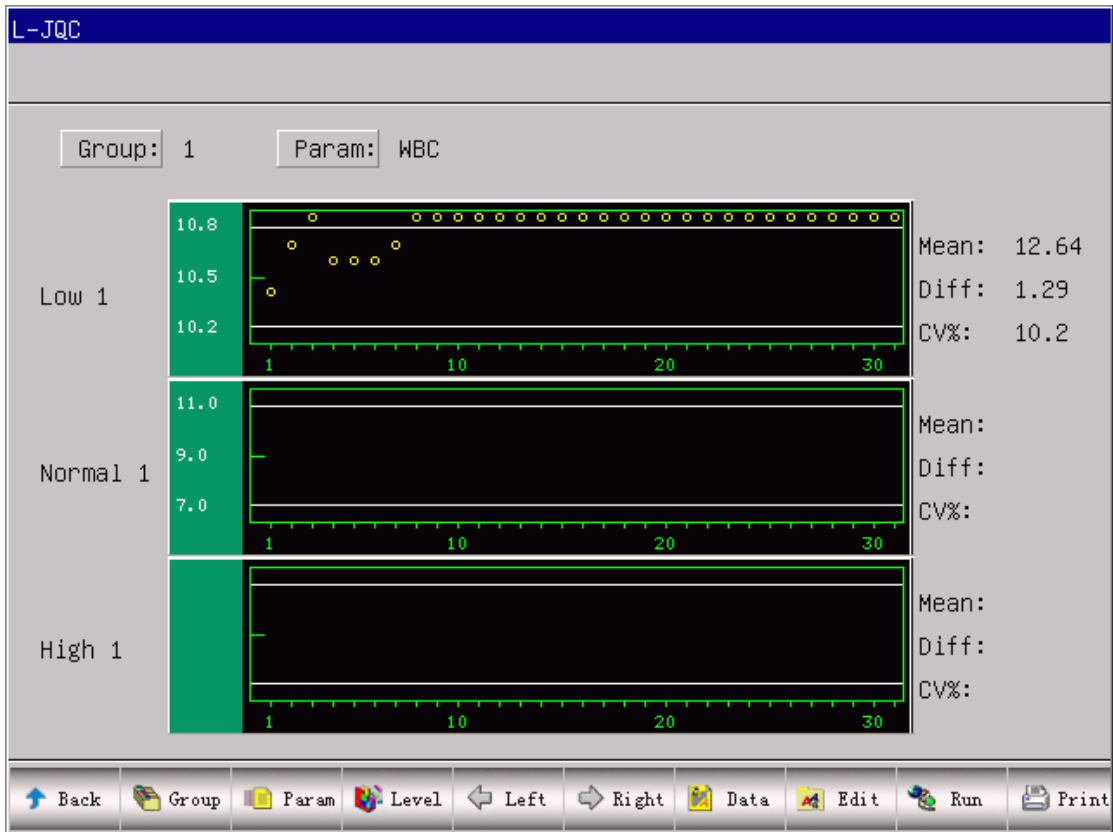 L-JQC
Group: 1 Param: WBC
Low 1
10.8
10.5
10.2
1 10 20 30
Mean: 12.64
Diff: 1.29
CV%: 10.2
Normal 1
11.0
9.0
7.0
1 10 20 30
Mean:
Diff:
CV%:
High 1
1 10 20 30
Mean:
Diff:
CV%:
Back Group Param Level Left Right Data Edit Run Print